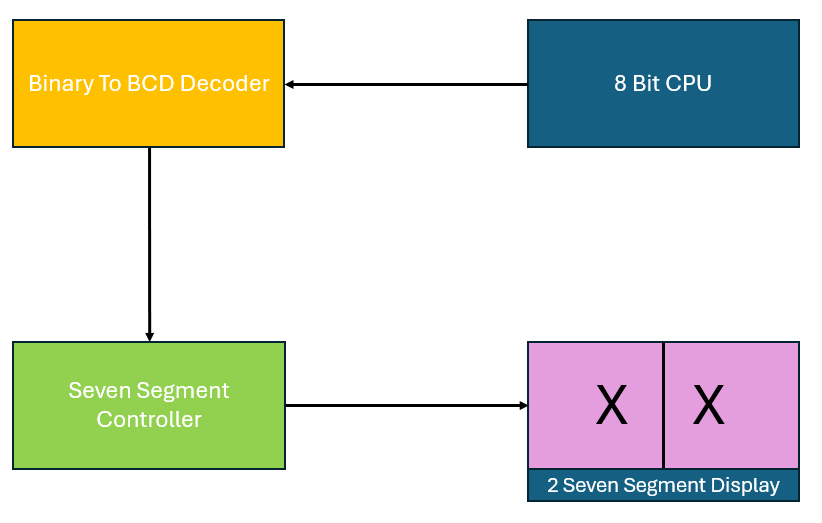 Binary To BCD Decoder
8 Bit CPU
Seven Segment
Controller
X X
2 Seven Segment Display